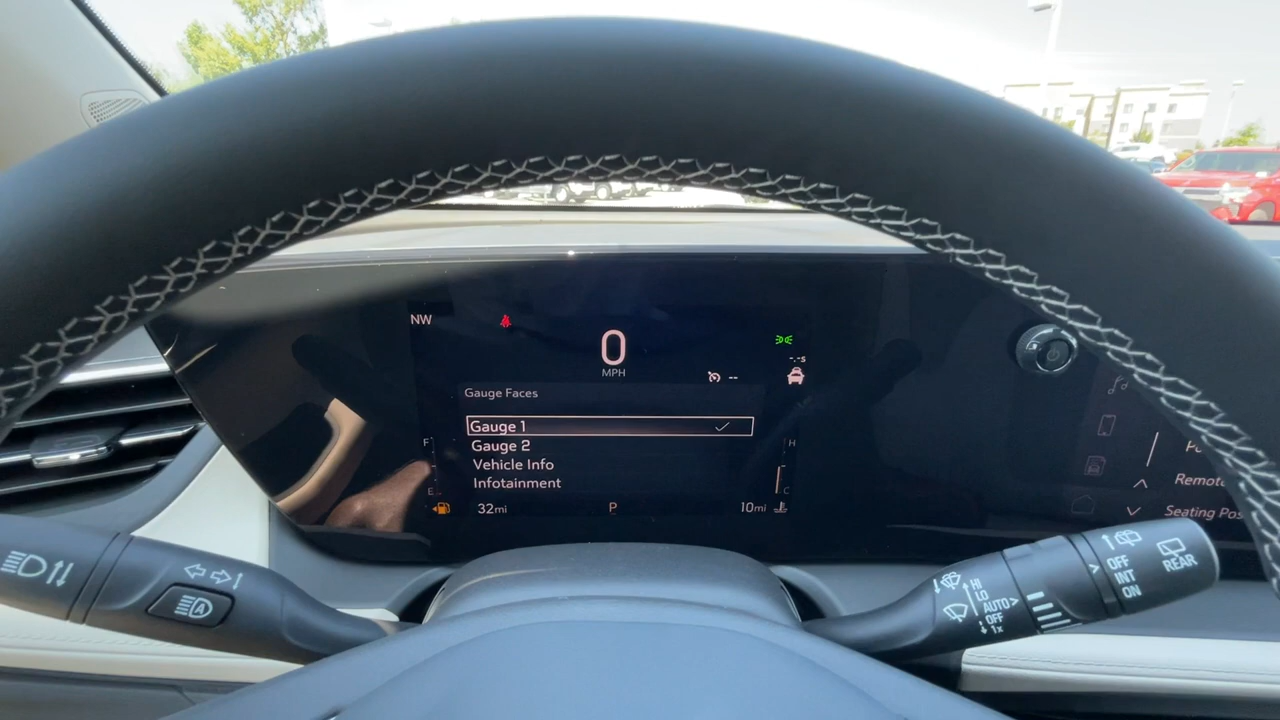 NW
0
MPH
-.-s
--
Gauge Faces
Gauge 1
Gauge 2
Vehicle Info
Infotainment
F
E
H
C
32mi
P
10mi
Remote
Seating Pos
A
HI
LO
AUTO
OFF
1x
OFF
INT
ON
REAR